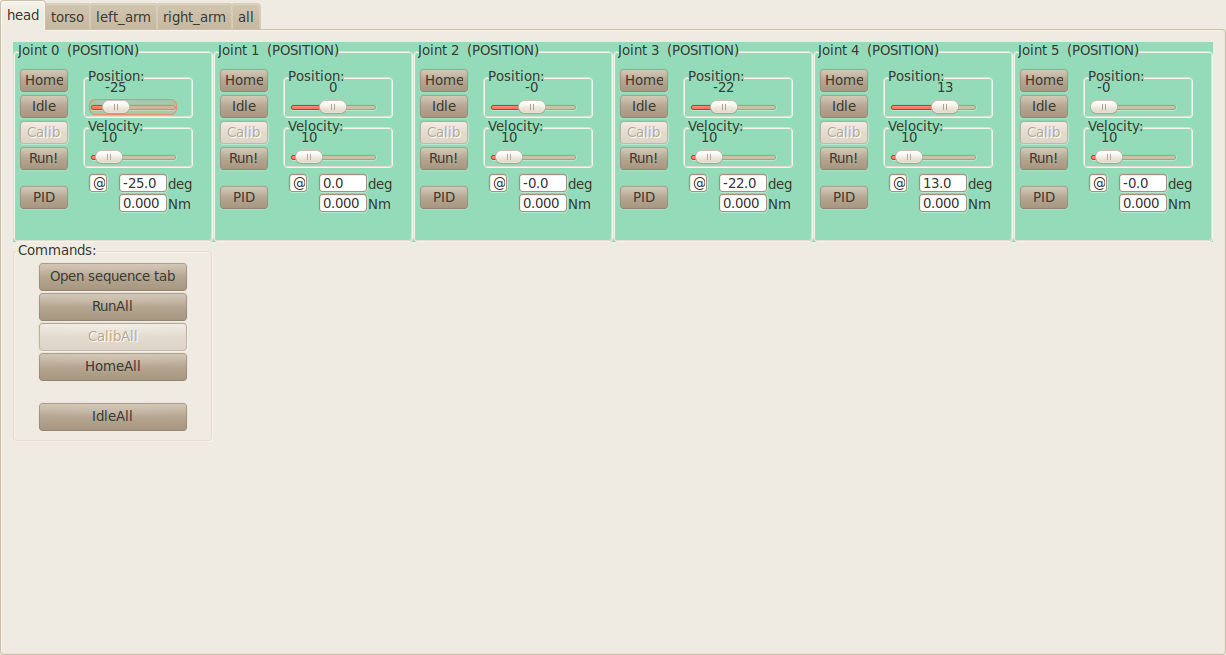 head torso left_arm right_arm all
Joint 0 (POSITION) Joint 1 (POSITION) Joint 2 (POSITION) Joint 3 (POSITION) Joint 4 (POSITION) Joint 5 (POSITION)
Home Position: Home Position: Home Position: Home Position: Home Position: Home Position:
-25 0 -0 -22 13 -0
Idle Idle Idle Idle Idle Idle
Calib Velocity: Calib Velocity: Calib Velocity: Calib Velocity: Calib Velocity: Calib Velocity:
10 10 10 10 10 10
Run! Run! Run! Run! Run! Run!
@ -25.0 deg @ 0.0 deg @ -0.0 deg @ -22.0 deg @ 13.0 deg @ -0.0 deg
PID 0.000 Nm PID 0.000 Nm PID 0.000 Nm PID 0.000 Nm PID 0.000 Nm PID 0.000 Nm
Commands:
Open sequence tab
RunAll
CalibAll
HomeAll
IdleAll